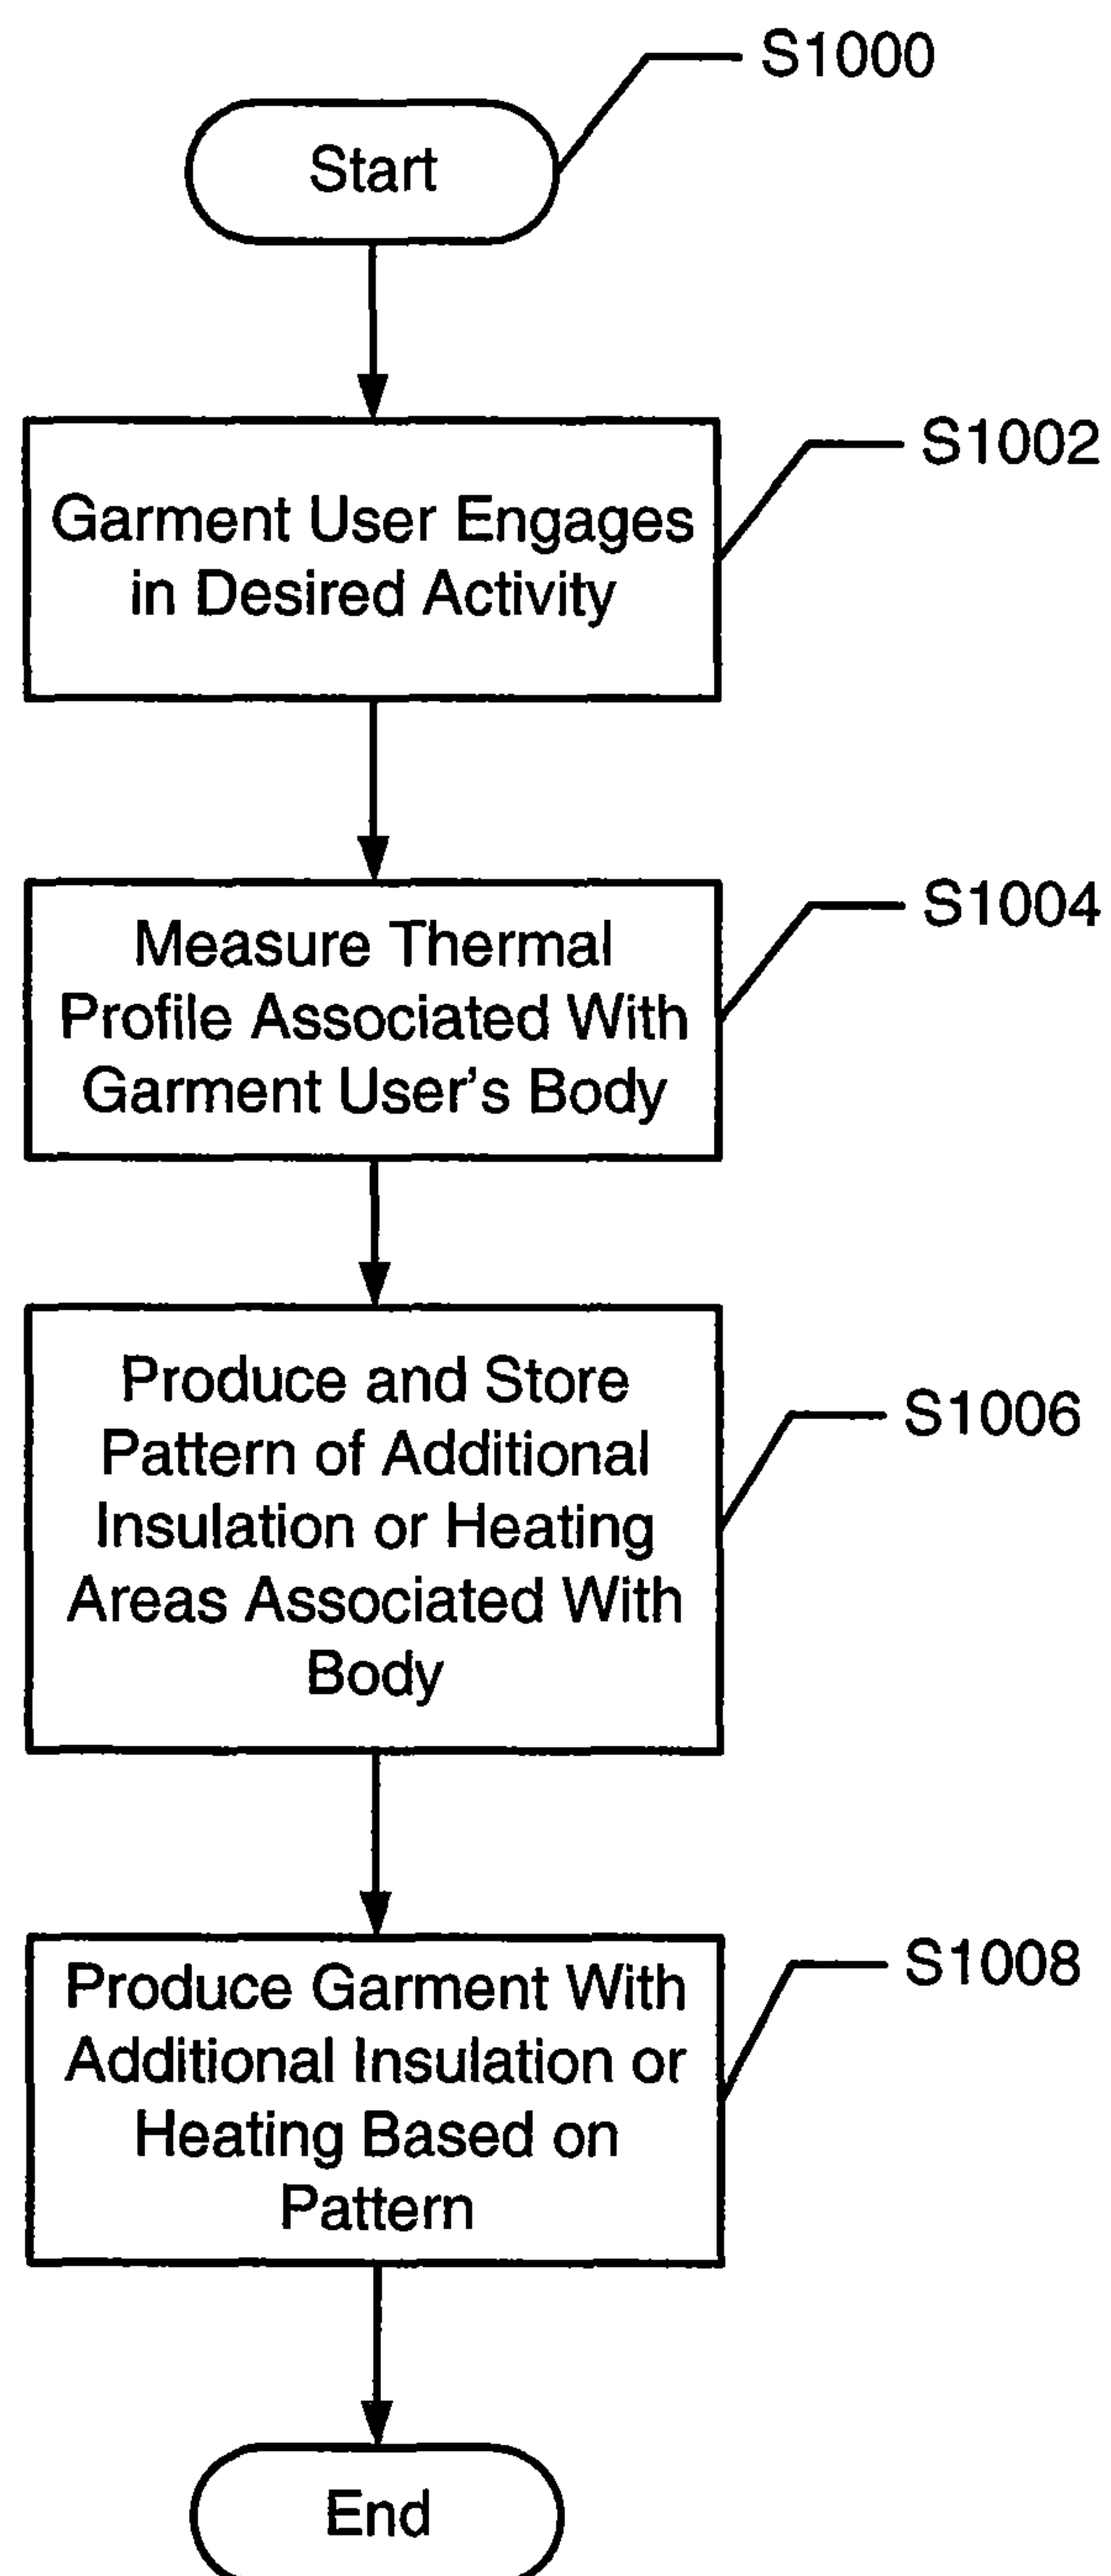 S1000
Start
S1002
Garment User Engages
in Desired Activity
S1004
Measure Thermal
Profile Associated With
Garment User's Body
Produce and Store
Pattern of Additional
S1006
Insulation or Heating
Areas Associated With
Body
S1008
Produce Garment With
Additional Insulation or
Heating Based on
Pattern
End